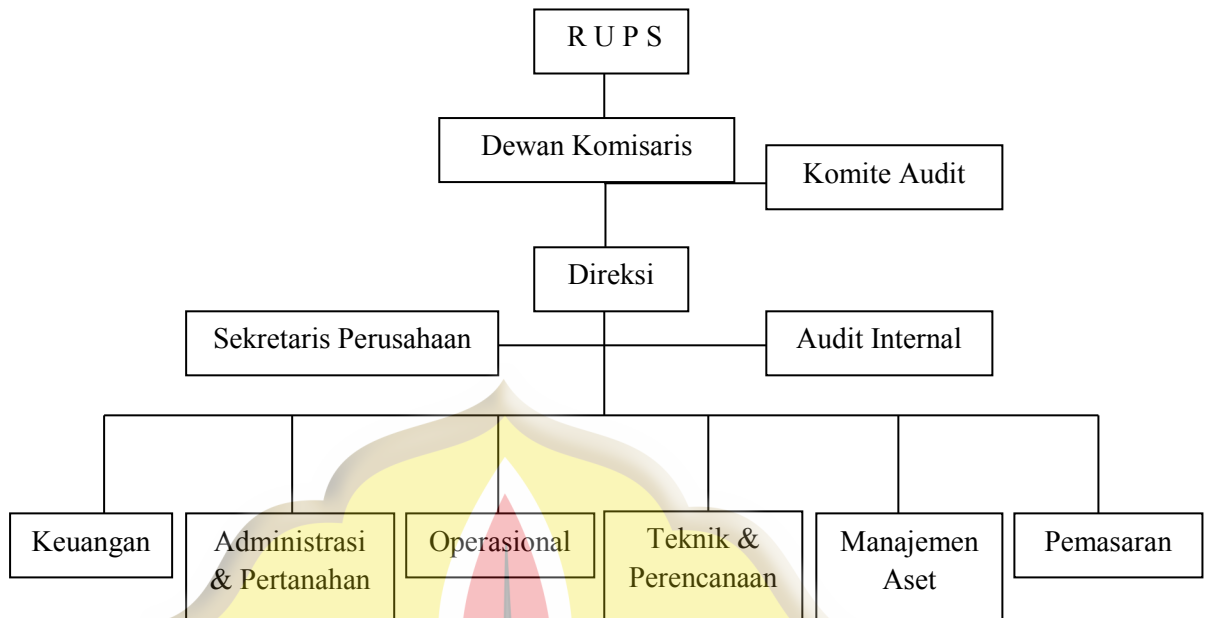 R U P S
Dewan Komisaris
Komite Audit
Direksi
Sekretaris Perusahaan
Audit Internal
Keuangan
Administrasi
& Pertanahan
Operasional
Teknik &
Perencanaan
Manajemen
Aset
Pemasaran